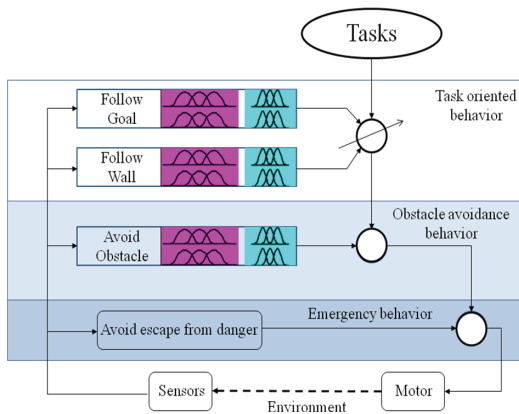 Tasks
Follow
Goal
Task oriented
behavior
Follow
Wall
Avoid
Obstacle
Obstacle avoidance
behavior
Avoid escape from danger
Emergency behavior
Sensors
Motor
Environment